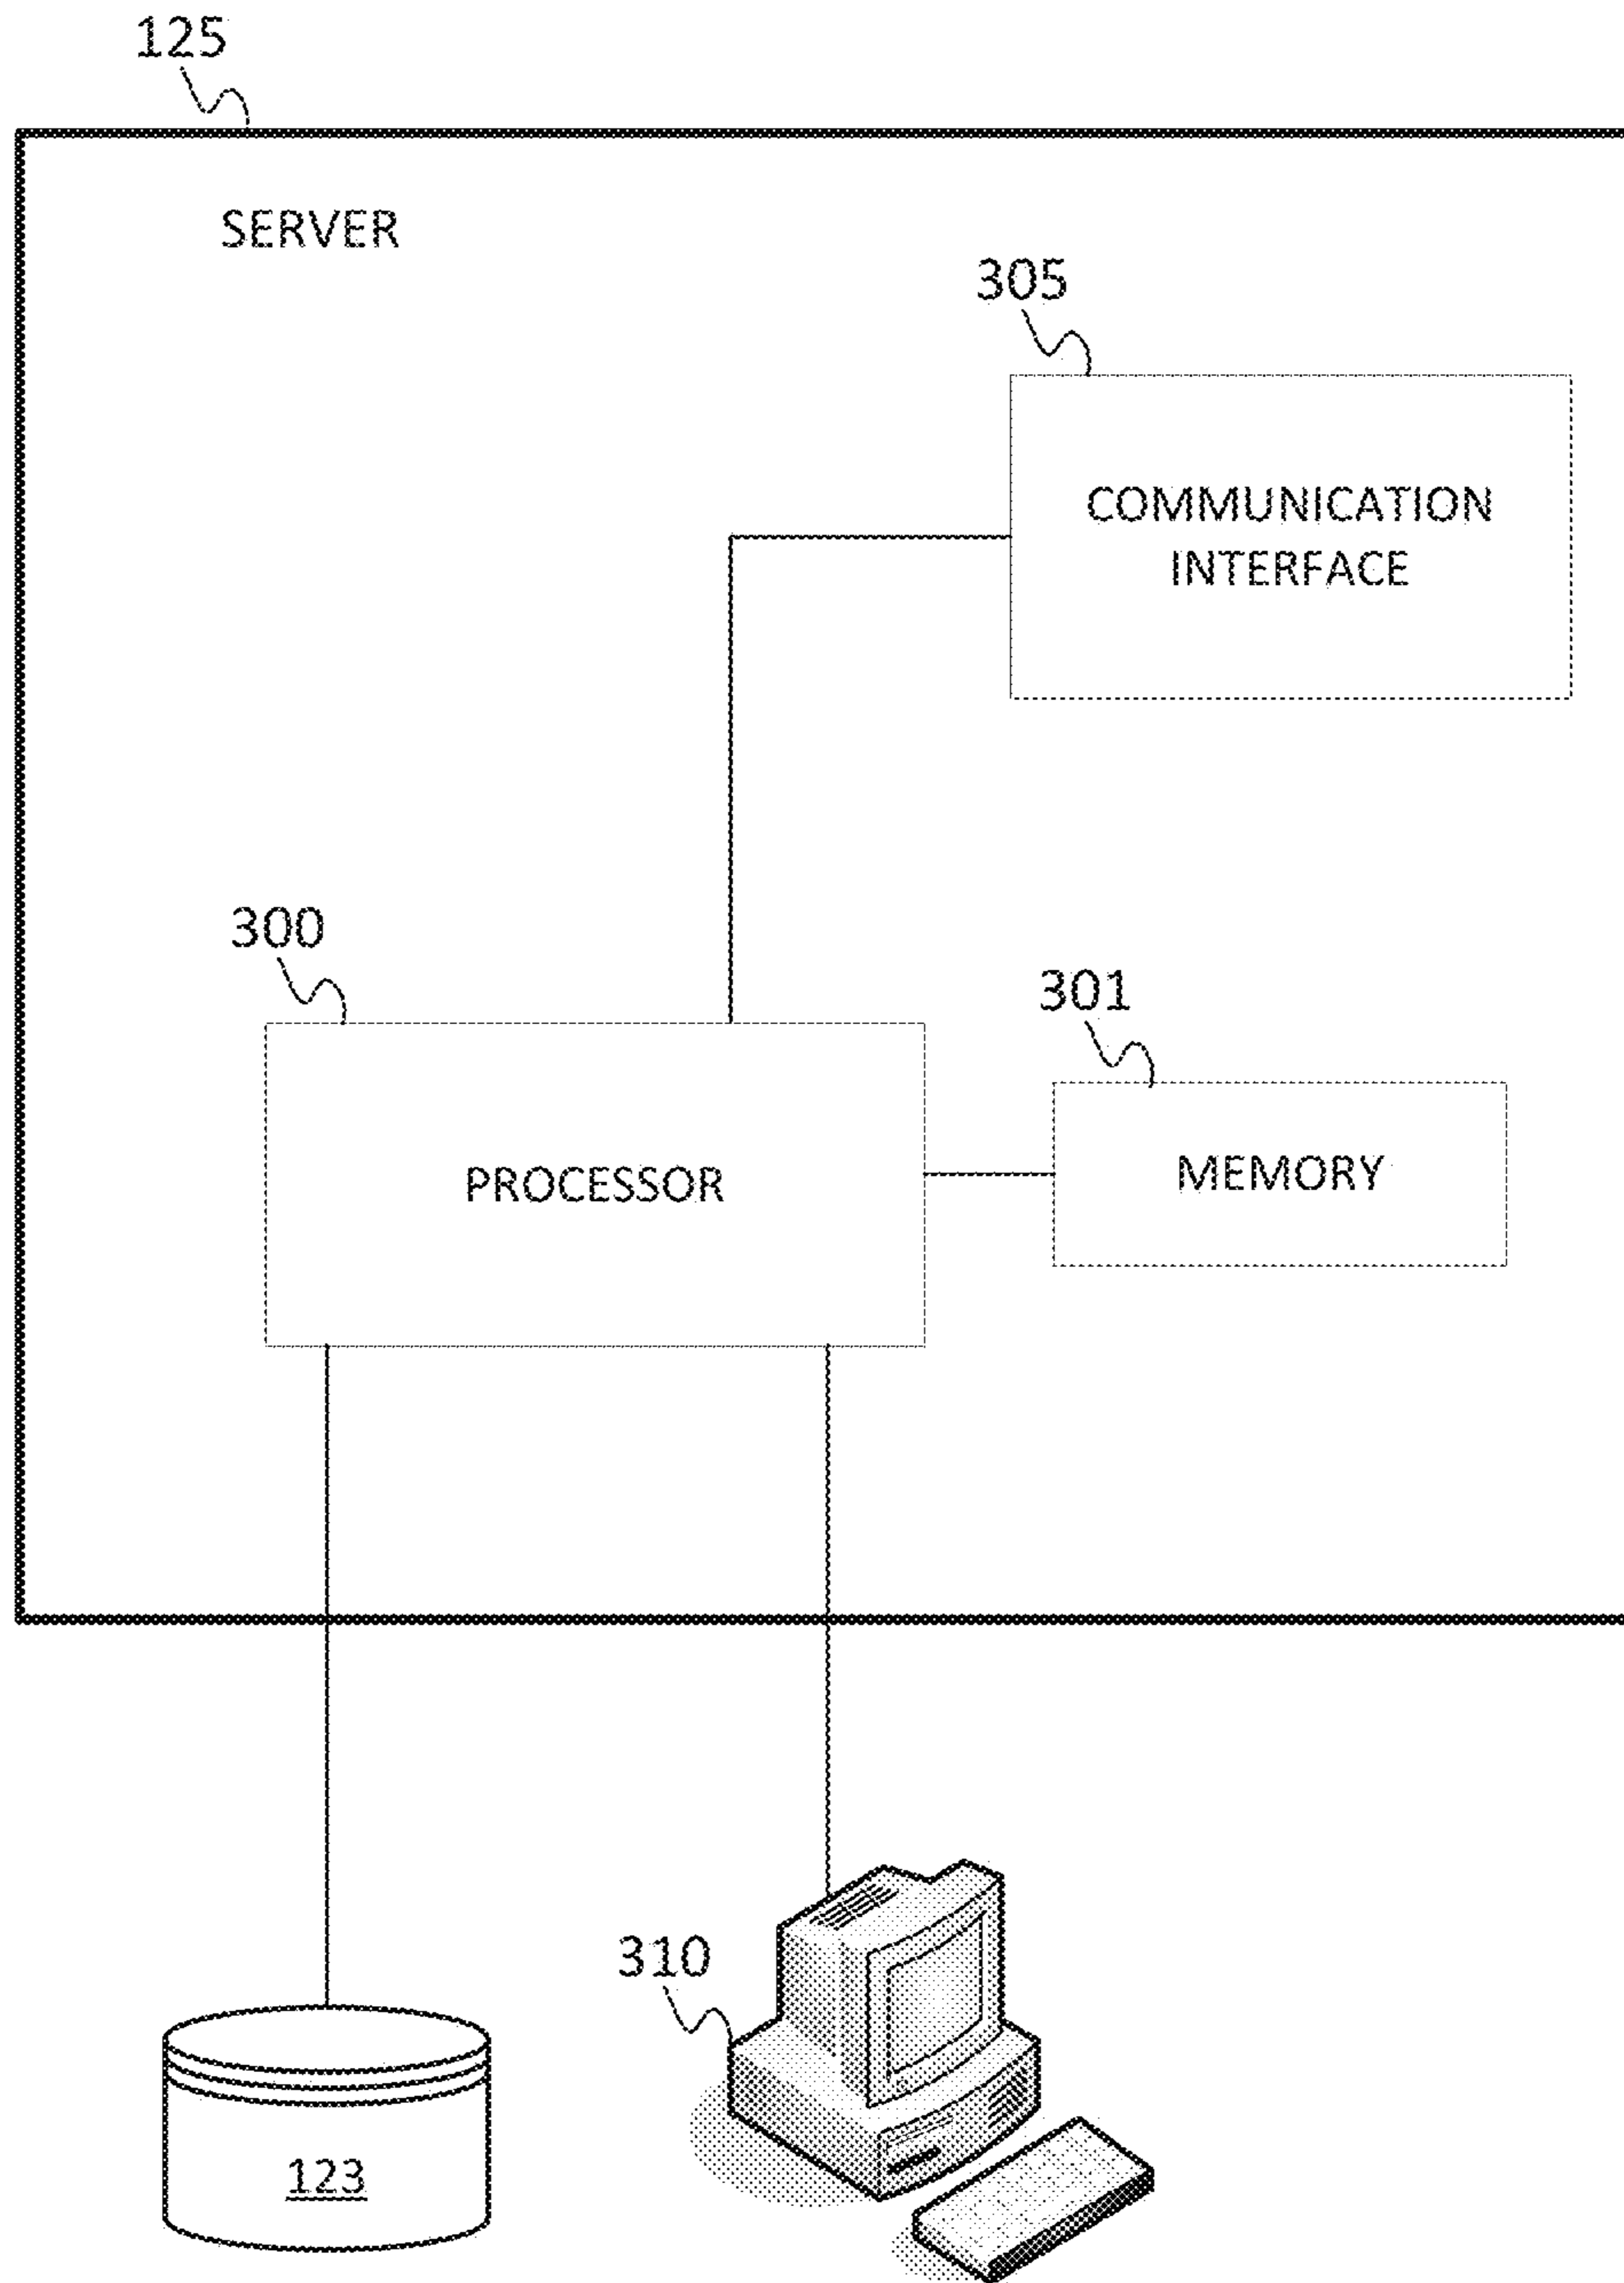 125
SERVER
305
COMMUNICATION
INTERFACE
300
301
PROCESSOR
MEMORY
310
123